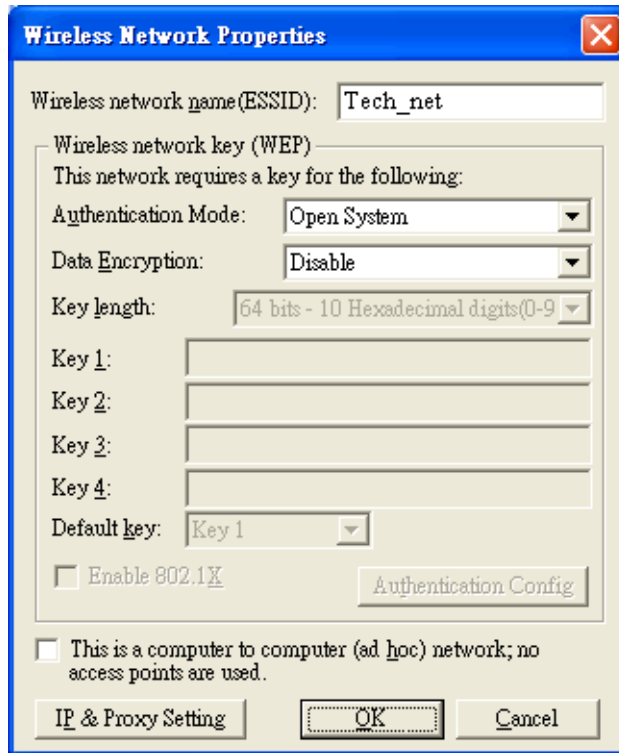 Wireless Network Properties
Wireless network name(ESSID): Tech_net
Wireless network key (WEP)
This network requires a key for the following:
Authentication Mode: Open System
Data Encryption: Disable
Key length: 64 bits - 10 Hexadecimal digits(0-9
Key 1:
Key 2:
Key 3:
Key 4:
Default key: Key 1
Enable 802.1X
Authentication Config
This is a computer to computer (ad hoc) network; no
access points are used.
IP & Proxy Setting OK Cancel